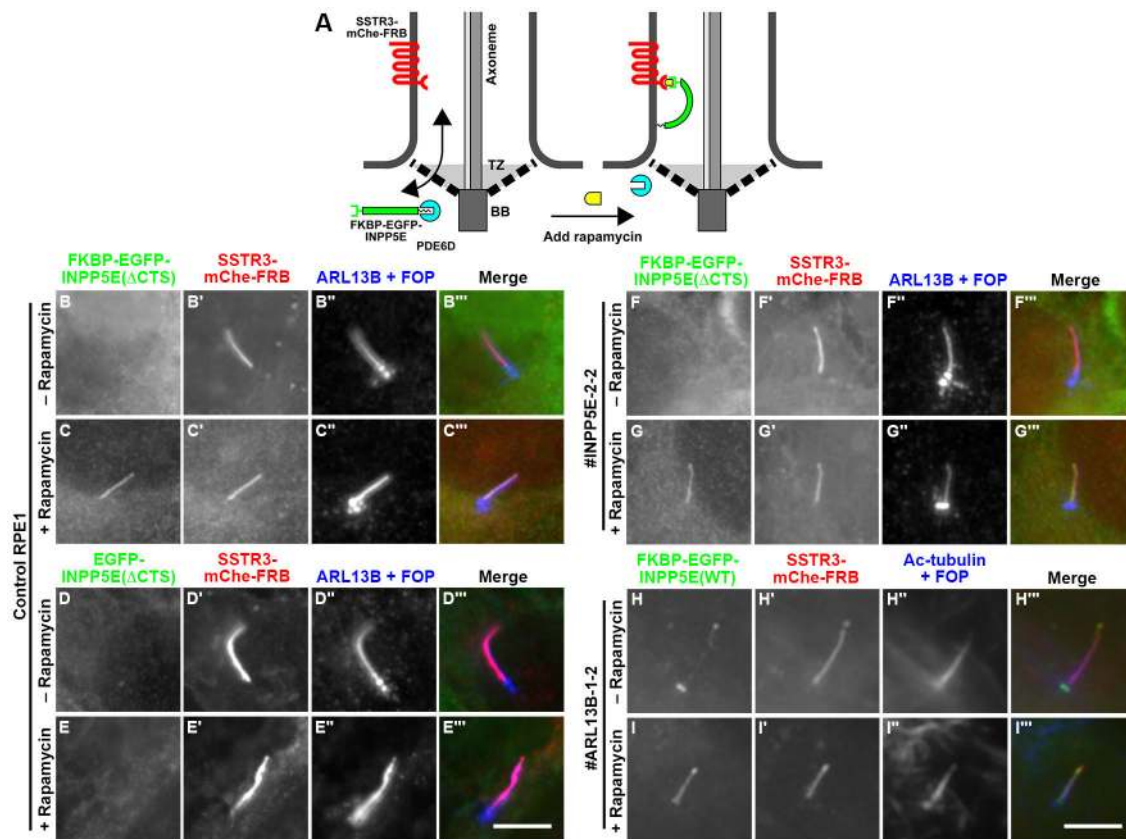 A
SSTR3-
mChe-FRB
Axoneme
TZ
BB
FKBP-EGFP-
INPP5E
PDE6D
Add rapamycin
FKBP-EGFP-
INPP5E(ΔCTS)
SSTR3-
mChe-FRB
ARL13B + FOP
Merge
B
B'
B''
B'''
– Rapamycin
C
C'
C''
C'''
+ Rapamycin
Control RPE1
EGFP-
INPP5E(ΔCTS)
SSTR3-
mChe-FRB
ARL13B + FOP
Merge
D
D'
D''
D'''
– Rapamycin
E
E'
E''
E'''
+ Rapamycin
FKBP-EGFP-
INPP5E(ΔCTS)
SSTR3-
mChe-FRB
ARL13B + FOP
Merge
F
F'
F''
F'''
– Rapamycin
G
G'
G''
G'''
+ Rapamycin
#INPP5E-2-2
FKBP-EGFP-
INPP5E(WT)
SSTR3-
mChe-FRB
Ac-tubulin
+ FOP
Merge
H
H'
H''
H'''
– Rapamycin
I
I'
I''
I'''
+ Rapamycin
#ARL13B-1-2